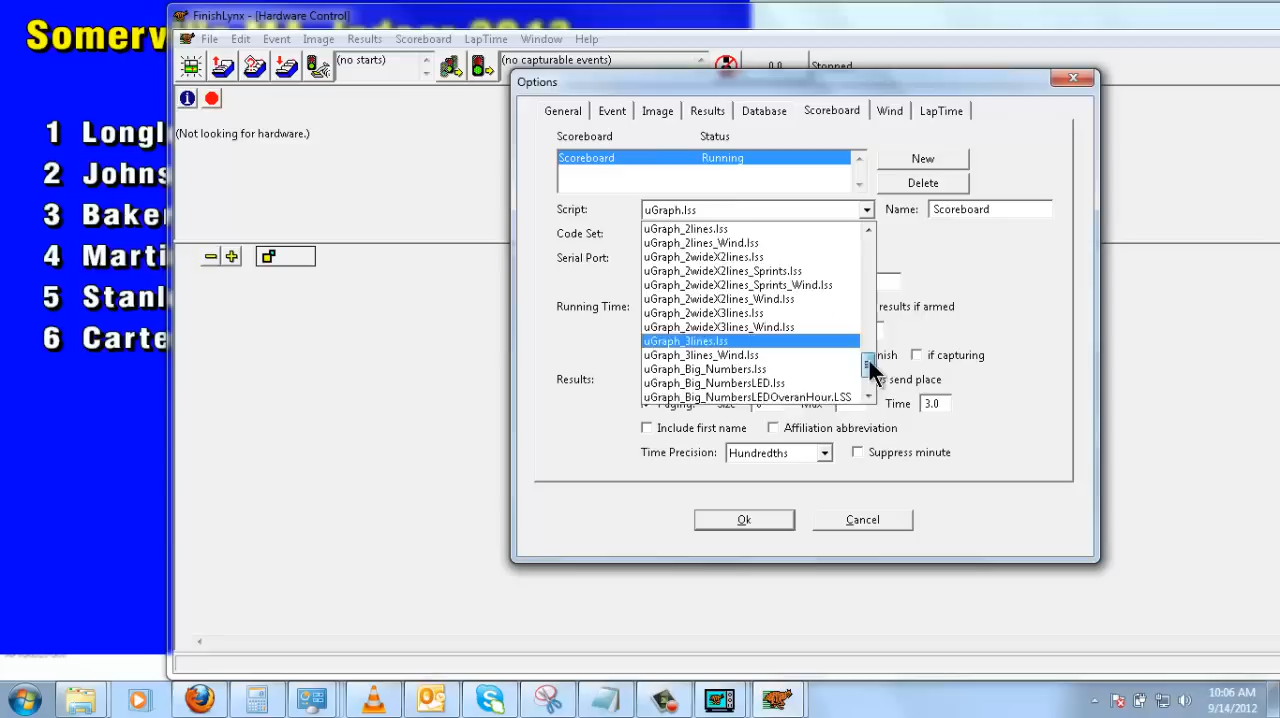 Somerv
FinishLynx - [Hardware Control]
File Edit Event Image Results Scoreboard LapTime Window Help
(no starts) (no capturable events) 0.0 Stopped
Options
General Event Image Results Database Scoreboard Wind LapTime
(Not looking for hardware.)
Scoreboard Status
Scoreboard Running
New
Delete
Script: uGraph.lss Name: Scoreboard
Code Set:
Serial Port:
Running Time:
Results:
uGraph_2lines.lss
uGraph_2lines_Wind.lss
uGraph_2wideX2lines.lss
uGraph_2wideX2lines_Sprints.lss
uGraph_2wideX2lines_Sprints_Wind.lss
uGraph_2wideX2lines_Wind.lss
uGraph_2wideX3lines.lss
uGraph_2wideX3lines_Wind.lss
uGraph_3lines.lss
uGraph_3lines_Wind.lss
uGraph_Big_Numbers.lss
uGraph_Big_NumbersLED.lss
uGraph_Big_NumbersLEDOveranHour.LSS
results if armed
nish if capturing
send place
Time 3.0
Include first name Affiliation abbreviation
Time Precision: Hundredths Suppress minute
Ok Cancel
1 Longl
2 Johns
3 Baker
4 Marti
5 Stanl
6 Carte
10:06 AM
9/14/2012